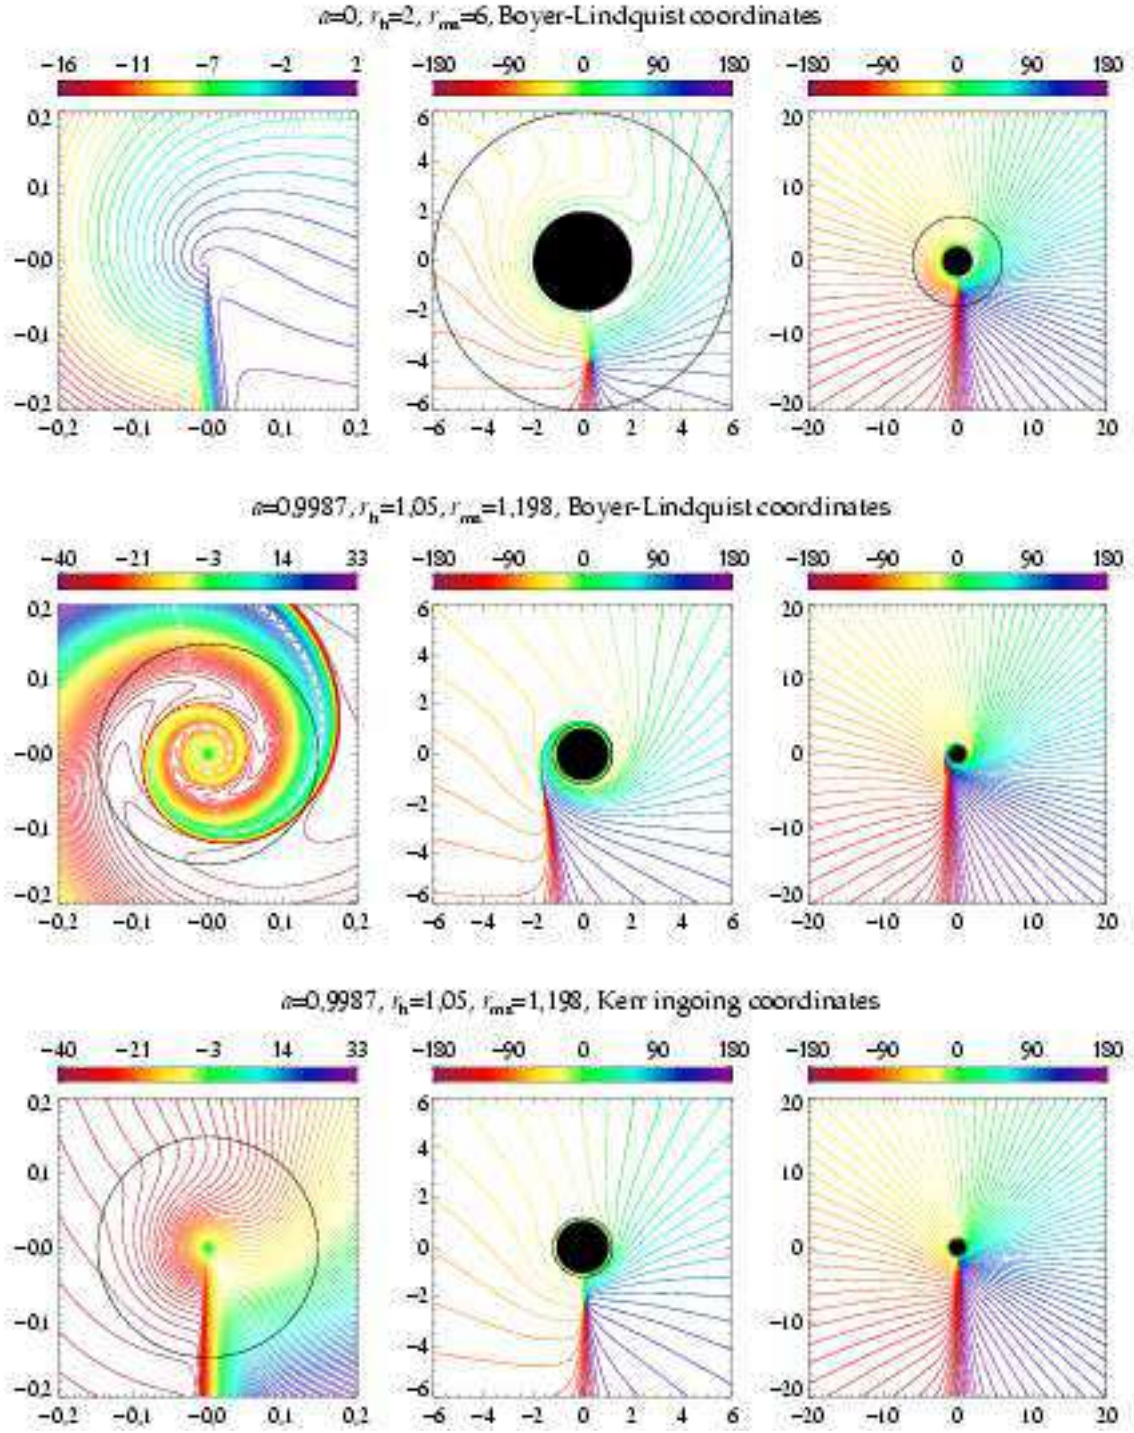 a=0, r_h=2, r_ms=6, Boyer-Lindquist coordinates
−16 −11 −7 −2 2
−180 −90 0 90 180
−180 −90 0 90 180
0,2
0,1
−0,0
−0,1
−0,2
−0,2 −0,1 −0,0 0,1 0,2
6
4
2
0
−2
−4
−6
−6 −4 −2 0 2 4 6
20
10
0
−10
−20
−20 −10 0 10 20
a=0,9987, r_h=1,05, r_ms=1,198, Boyer-Lindquist coordinates
−40 −21 −3 14 33
−180 −90 0 90 180
−180 −90 0 90 180
0,2
0,1
−0,0
−0,1
−0,2
−0,2 −0,1 −0,0 0,1 0,2
6
4
2
0
−2
−4
−6
−6 −4 −2 0 2 4 6
20
10
0
−10
−20
−20 −10 0 10 20
a=0,9987, r_h=1,05, r_ms=1,198, Kerr ingoing coordinates
−40 −21 −3 14 33
−180 −90 0 90 180
−180 −90 0 90 180
0,2
0,1
−0,0
−0,1
−0,2
−0,2 −0,1 −0,0 0,1 0,2
6
4
2
0
−2
−4
−6
−6 −4 −2 0 2 4 6
20
10
0
−10
−20
−20 −10 0 10 20